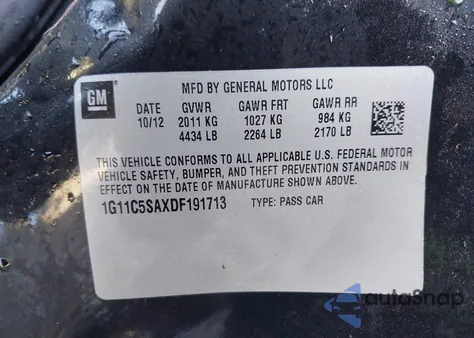 GM
MFD BY GENERAL MOTORS LLC
DATE GVWR GAWR FRT GAWR RR
10/12 2011 KG 1027 KG 984 KG
4434 LB 2264 LB 2170 LB
THIS VEHICLE CONFORMS TO ALL APPLICABLE U.S. FEDERAL MOTOR
VEHICLE SAFETY, BUMPER, AND THEFT PREVENTION STANDARDS IN
EFFECT ON THE DATE OF MANUFACTURE SHOWN ABOVE.
1G11C5SAXDF191713 TYPE: PASS CAR
autoSnap